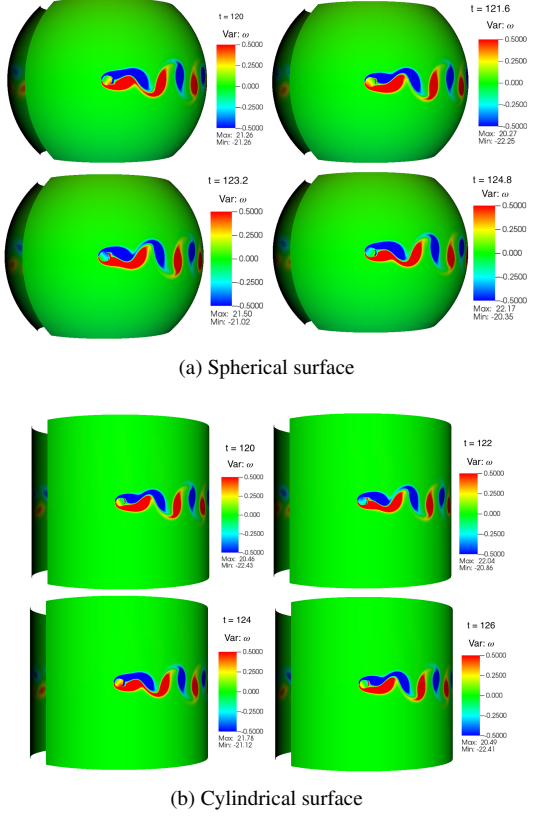 t = 120
Var: ω
0.5000
0.2500
0.000
-0.2500
-0.5000
Max: 21.26
Min: -21.26
t = 121.6
Var: ω
0.5000
0.2500
0.000
-0.2500
-0.5000
Max: 20.27
Min: -22.25
t = 123.2
Var: ω
0.5000
0.2500
0.000
-0.2500
-0.5000
Max: 21.50
Min: -21.02
t = 124.8
Var: ω
0.5000
0.2500
0.000
-0.2500
-0.5000
Max: 22.17
Min: -20.35
(a) Spherical surface
t = 120
Var: ω
0.5000
0.2500
0.000
-0.2500
-0.5000
Max: 20.46
Min: -22.43
t = 122
Var: ω
0.5000
0.2500
0.000
-0.2500
-0.5000
Max: 22.04
Min: -20.86
t = 124
Var: ω
0.5000
0.2500
0.000
-0.2500
-0.5000
Max: 21.78
Min: -21.12
t = 126
Var: ω
0.5000
0.2500
0.000
-0.2500
-0.5000
Max: 20.49
Min: -22.41
(b) Cylindrical surface